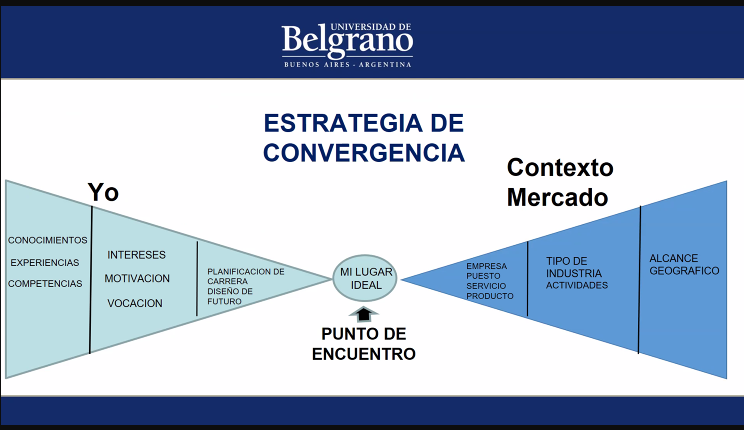 UNIVERSIDAD DE
Belgrano
BUENOS AIRES - ARGENTINA
ESTRATEGIA DE
CONVERGENCIA
Yo
Contexto
Mercado
CONOCIMIENTOS
EXPERIENCIAS
COMPETENCIAS
INTERESES
MOTIVACION
VOCACION
PLANIFICACION DE
CARRERA
DISEÑO DE
FUTURO
MI LUGAR
IDEAL
PUNTO DE
ENCUENTRO
EMPRESA
PUESTO
SERVICIO
PRODUCTO
TIPO DE
INDUSTRIA
ACTIVIDADES
ALCANCE
GEOGRAFICO